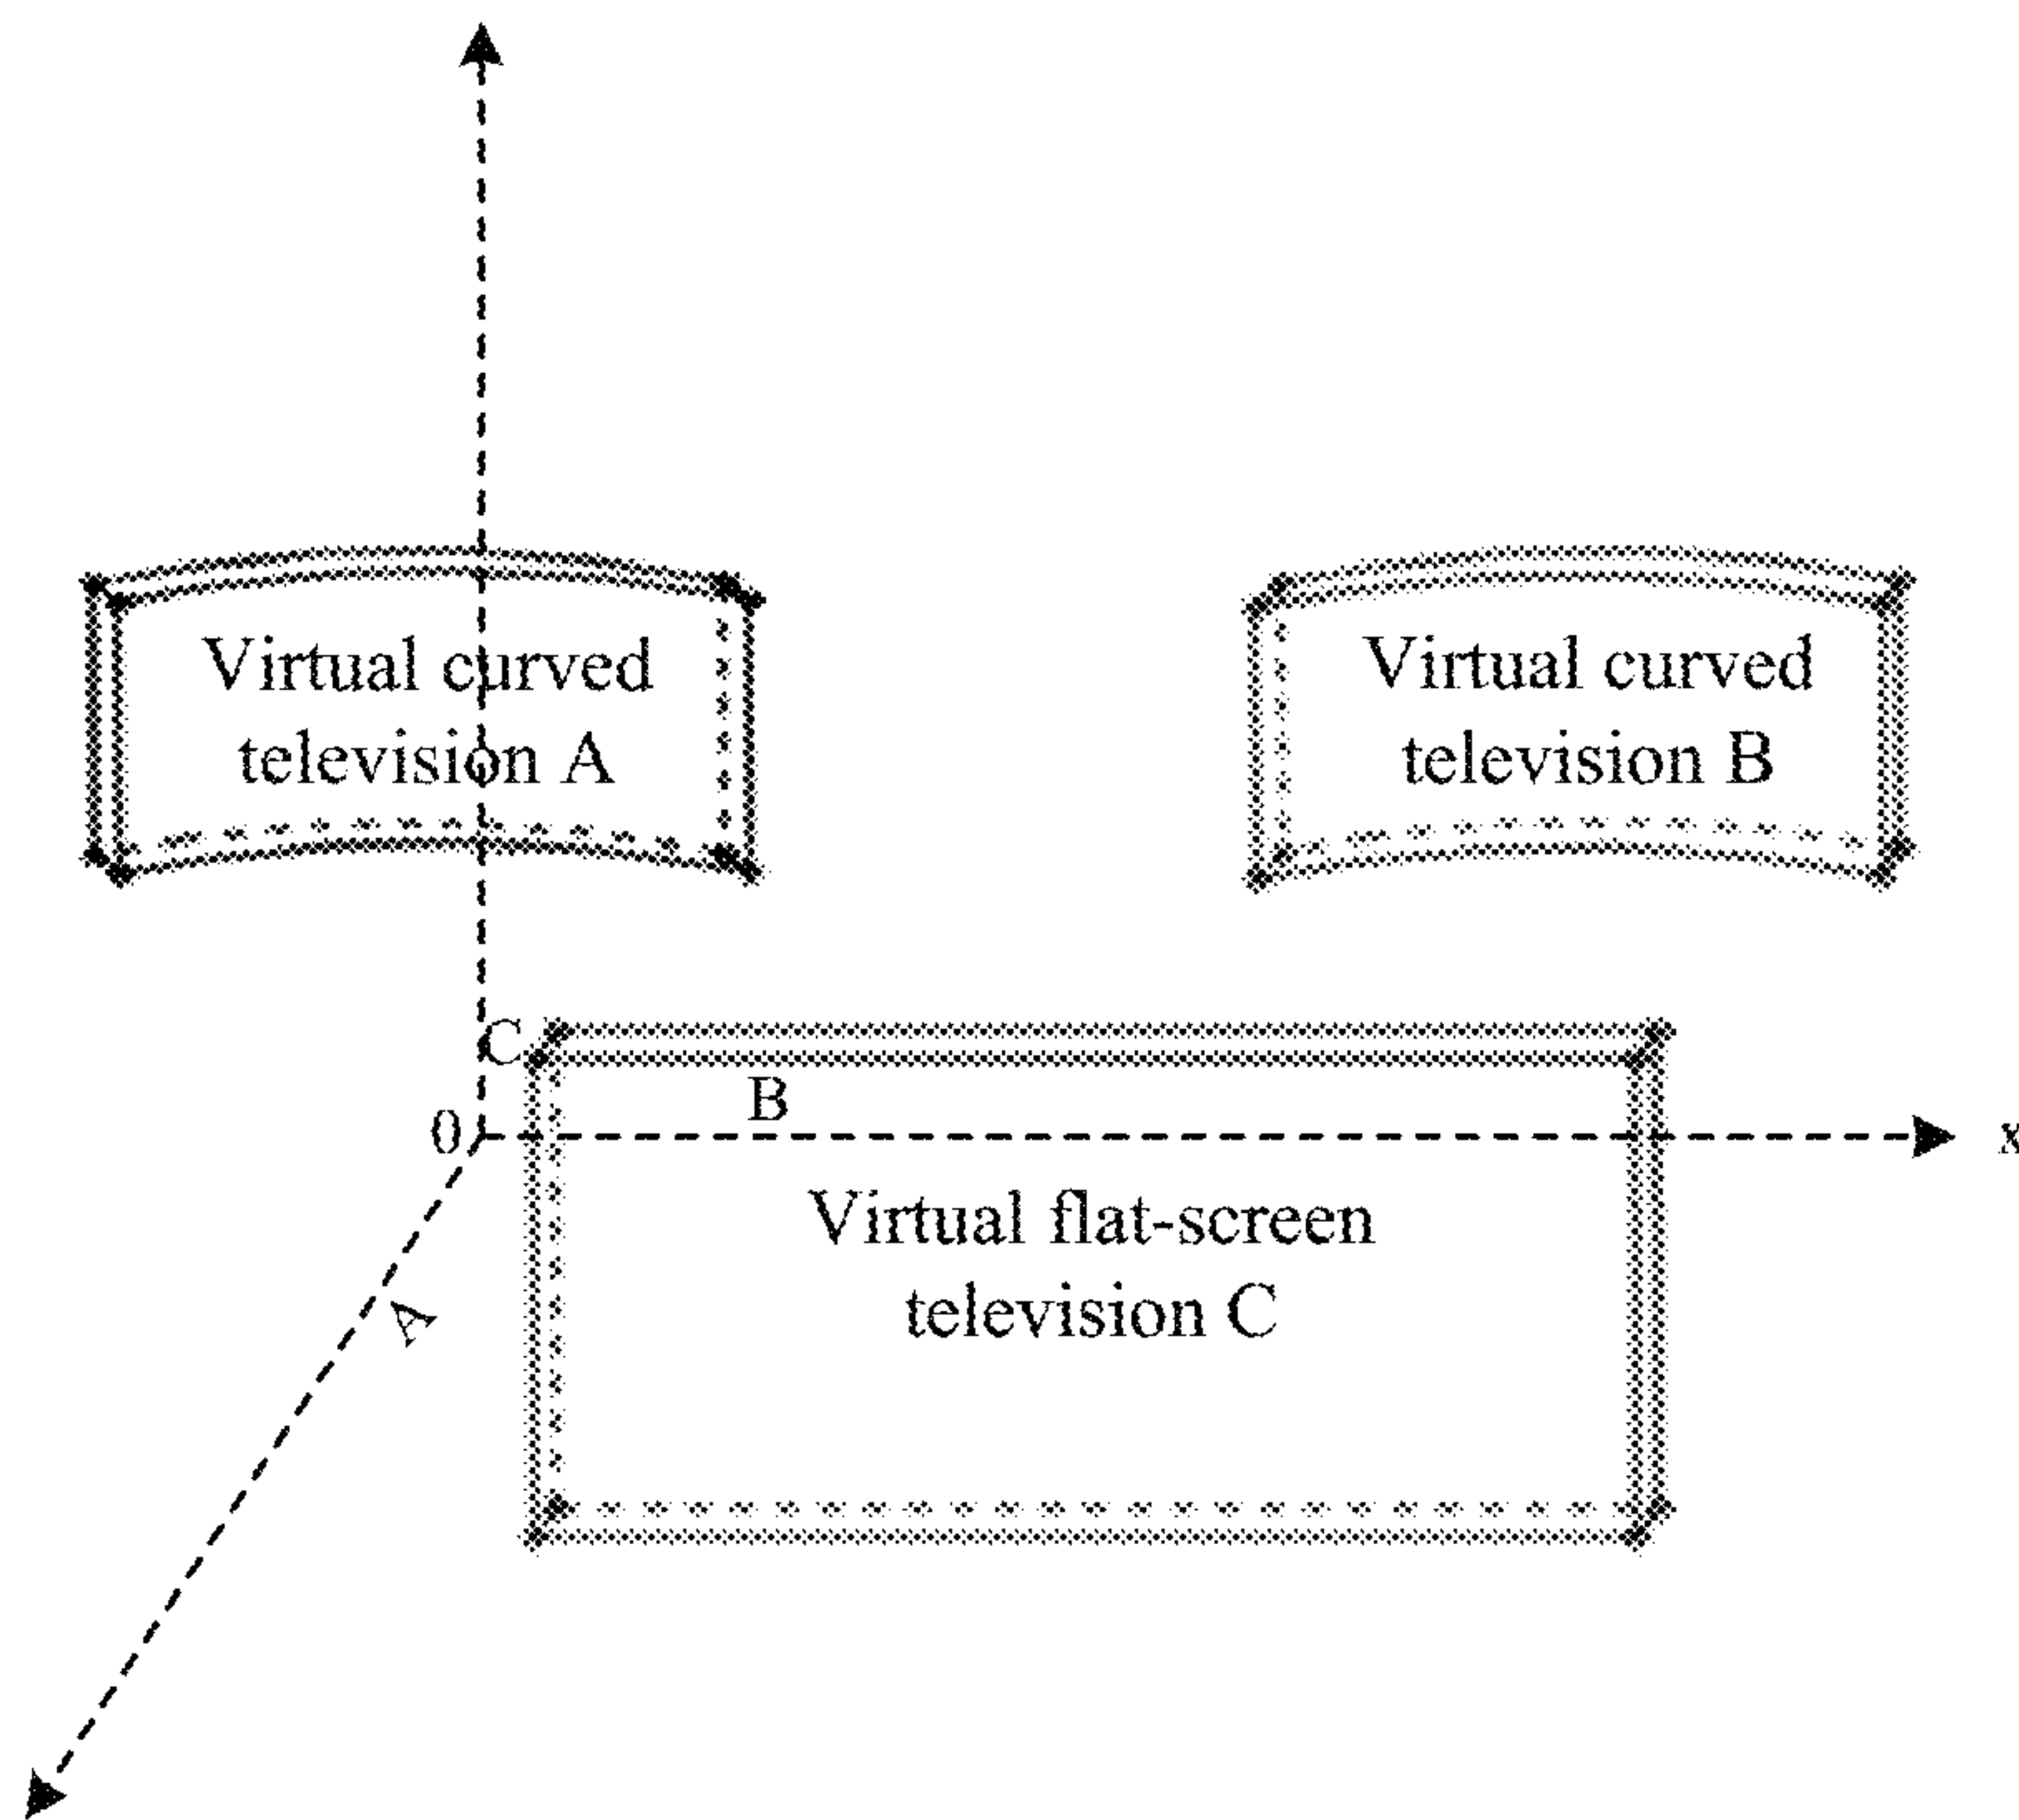 Virtual curved
television A
Virtual curved
television B
C
B
0
x
Virtual flat-screen
television C
A